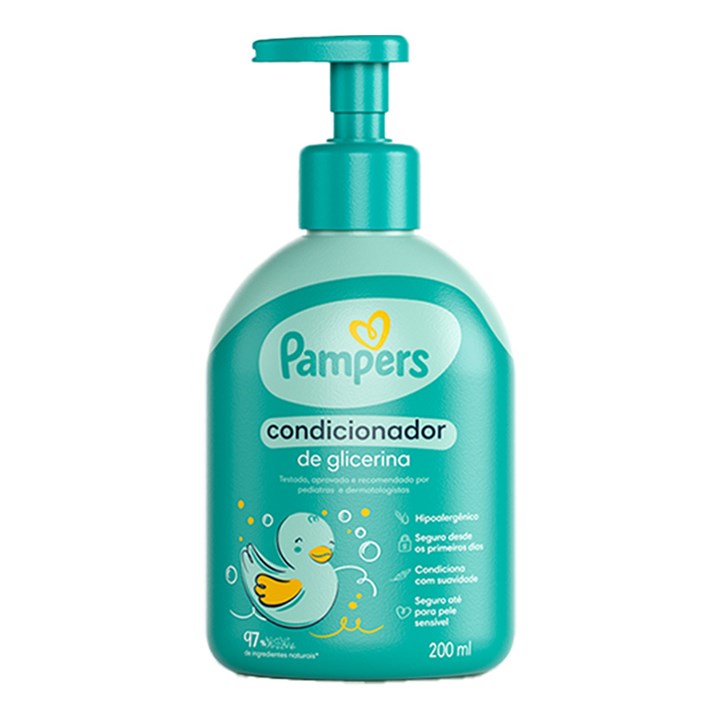 Pampers
condicionador
de glicerina
Testado, aprovado e recomendado por
pediatras e dermatologistas
Hipoalergênico
Seguro desde
os primeiros dias
Condiciona
com suavidade
Seguro até
para pele
sensível
97%
de ingredientes naturais*
200 ml